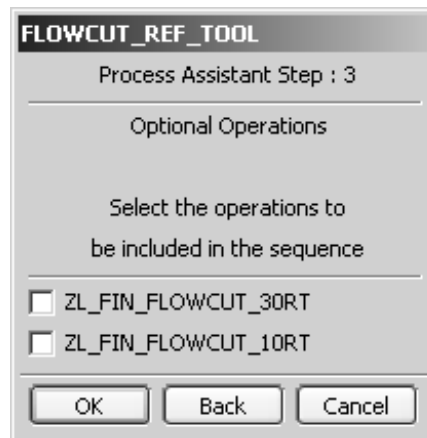 FLOWCUT_REF_TOOL
Process Assistant Step : 3
Optional Operations
Select the operations to
be included in the sequence
ZL_FIN_FLOWCUT_30RT
ZL_FIN_FLOWCUT_10RT
OK Back Cancel